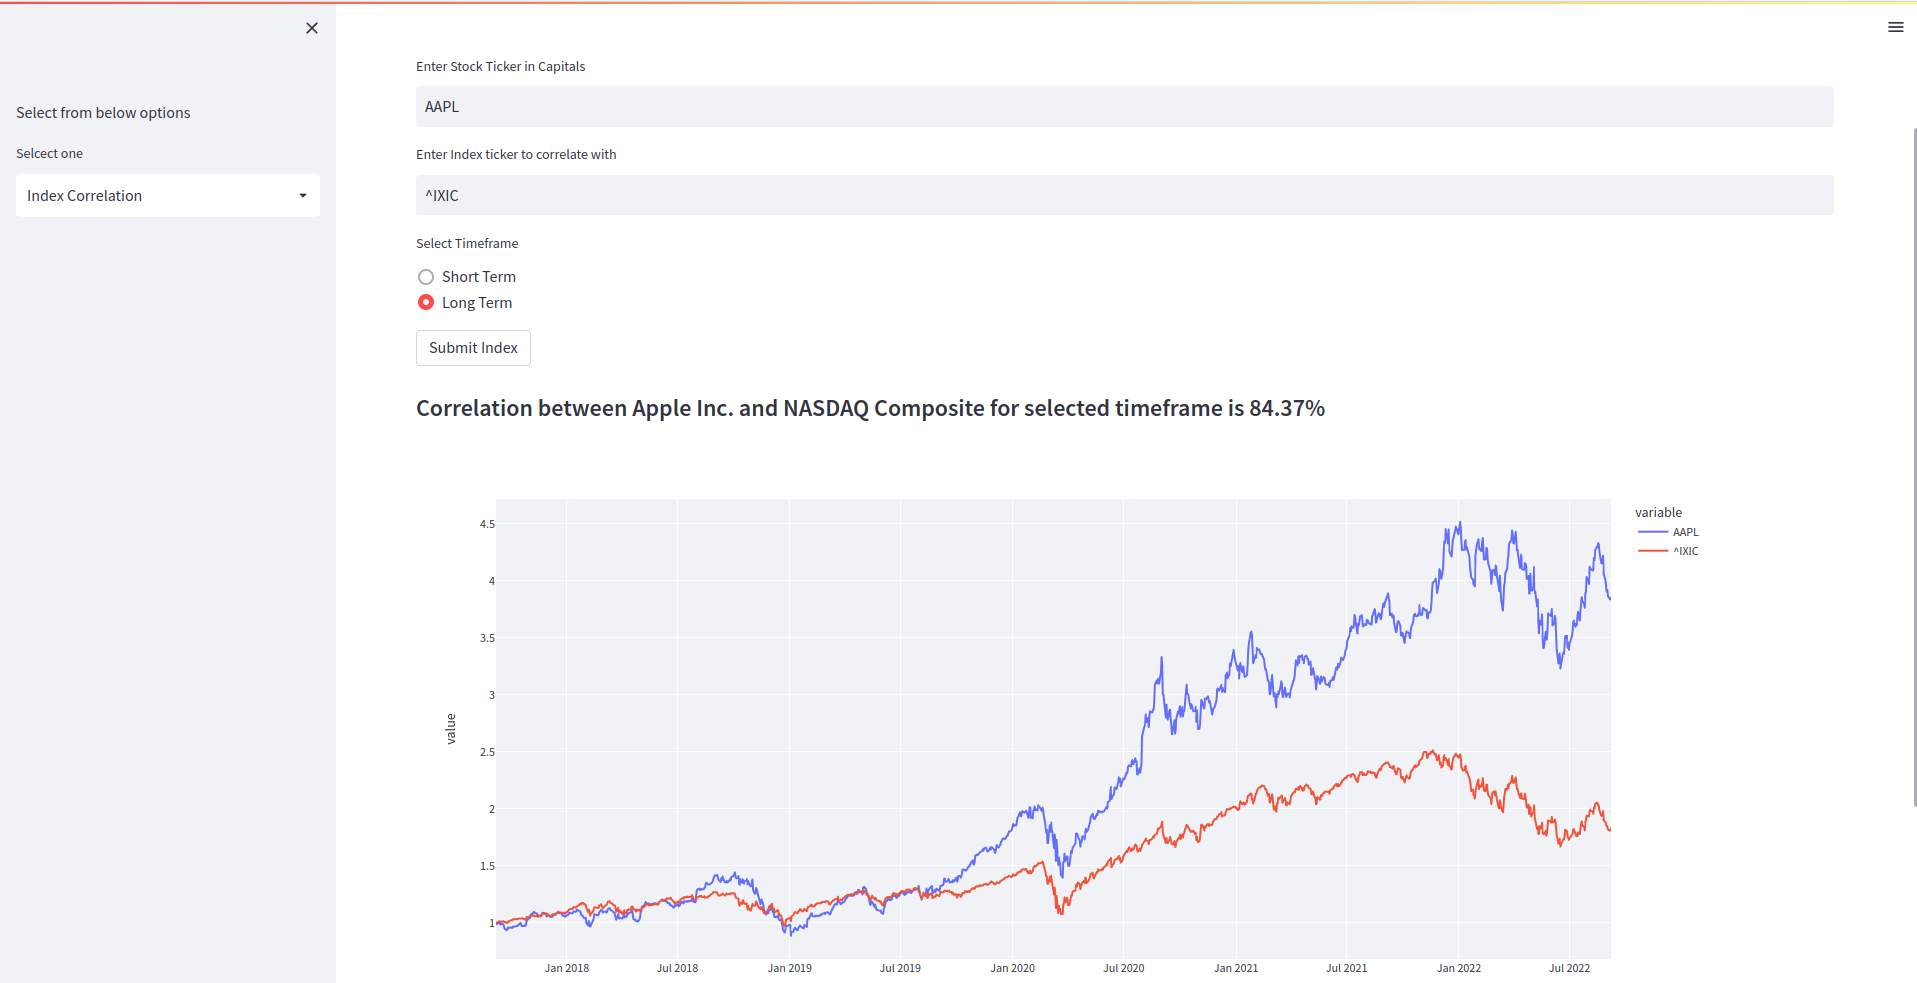 Select from below options
Selcect one
Index Correlation
Enter Stock Ticker in Capitals
AAPL
Enter Index ticker to correlate with
^IXIC
Select Timeframe
Short Term
Long Term
Submit Index
Correlation between Apple Inc. and NASDAQ Composite for selected timeframe is 84.37%
variable
AAPL
^IXIC
value
4.5
4
3.5
3
2.5
2
1.5
1
Jan 2018 Jul 2018 Jan 2019 Jul 2019 Jan 2020 Jul 2020 Jan 2021 Jul 2021 Jan 2022 Jul 2022